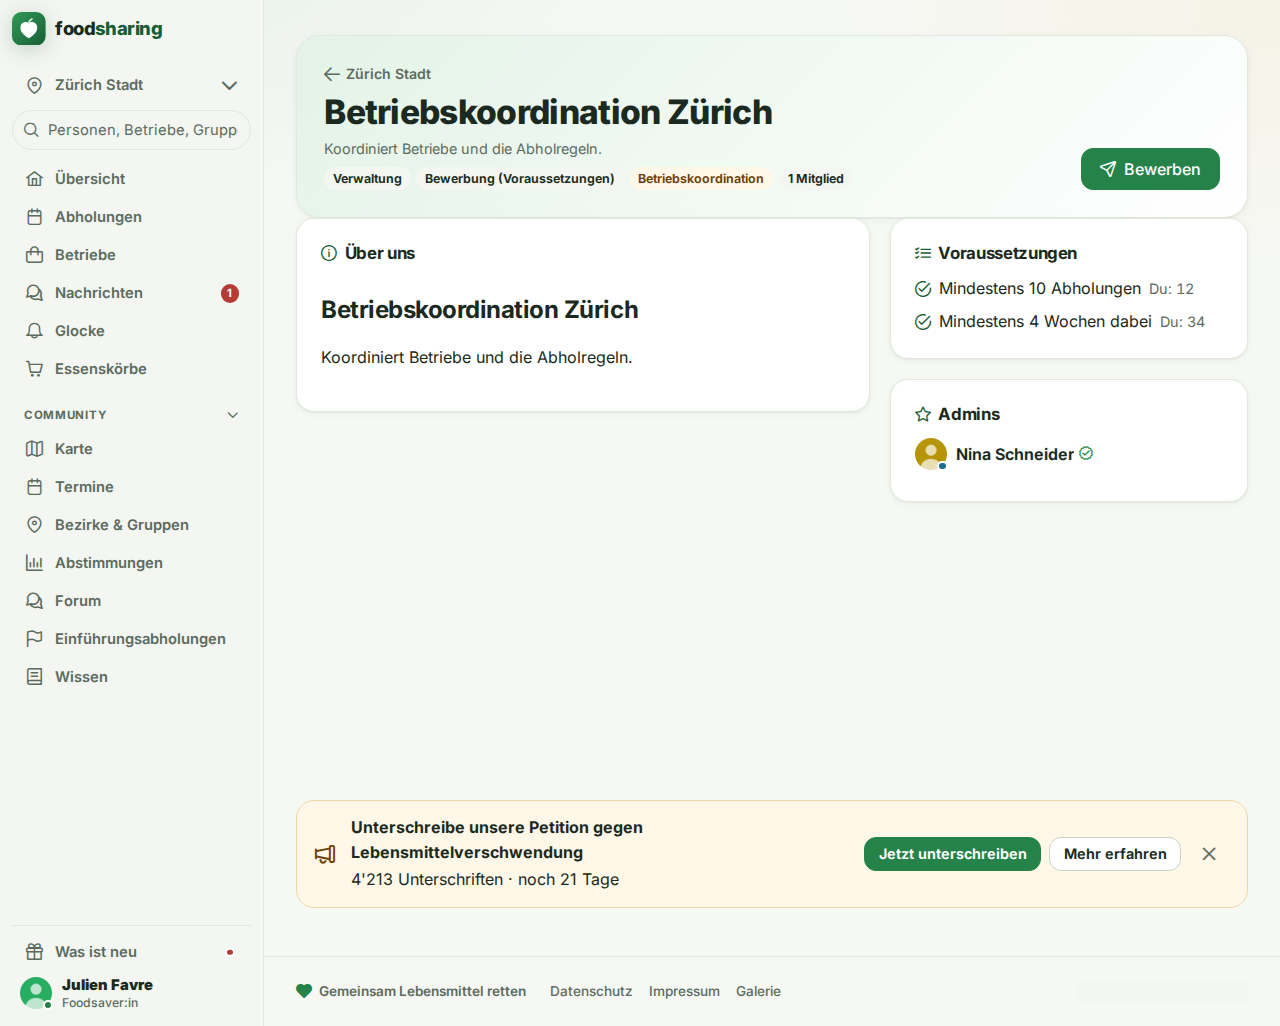 foodsharing
Zürich Stadt
Personen, Betriebe, Grupp
Übersicht
Abholungen
Betriebe
Nachrichten 1
Glocke
Essenskörbe
COMMUNITY
Karte
Termine
Bezirke & Gruppen
Abstimmungen
Forum
Einführungsabholungen
Wissen
Was ist neu
Julien Favre
Foodsaver:in
Zürich Stadt
Betriebskoordination Zürich
Koordiniert Betriebe und die Abholregeln.
Verwaltung Bewerbung (Voraussetzungen) Betriebskoordination 1 Mitglied
Bewerben
Über uns
Betriebskoordination Zürich
Koordiniert Betriebe und die Abholregeln.
Voraussetzungen
Mindestens 10 Abholungen Du: 12
Mindestens 4 Wochen dabei Du: 34
Admins
Nina Schneider
Unterschreibe unsere Petition gegen
Lebensmittelverschwendung
4'213 Unterschriften · noch 21 Tage
Jetzt unterschreiben Mehr erfahren
Gemeinsam Lebensmittel retten Datenschutz Impressum Galerie